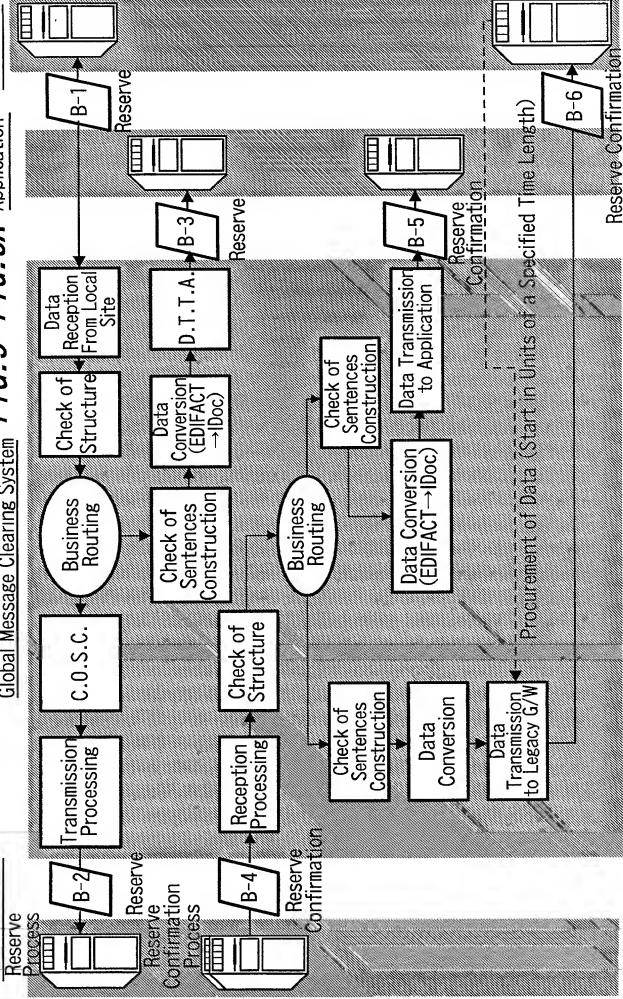 Global Message Clearing System
Application
Reserve
Process
B-2
Reserve
Transmission
Processing
C.O.S.C.
Business
Routing
Check of
Structure
Data
Reception
From Local
Site
B-1
Reserve
Check of
Sentences
Construction
Data
Conversion
(EDIFACT
→IDoc)
D.T.T.A.
B-3
Reserve
Reserve
Confirmation
Process
B-4
Reserve
Confirmation
Reception
Processing
Check of
Structure
Business
Routing
Check of
Sentences
Construction
Data Conversion
(EDIFACT→IDoc)
Data Transmission
to Application
B-5
Reserve
Confirmation
Check of
Sentences
Construction
Data
Conversion
Data
Transmission
to Legacy G/W
Procurement of Data (Start in Units of a Specified Time Length)
B-6
Reserve Confirmation